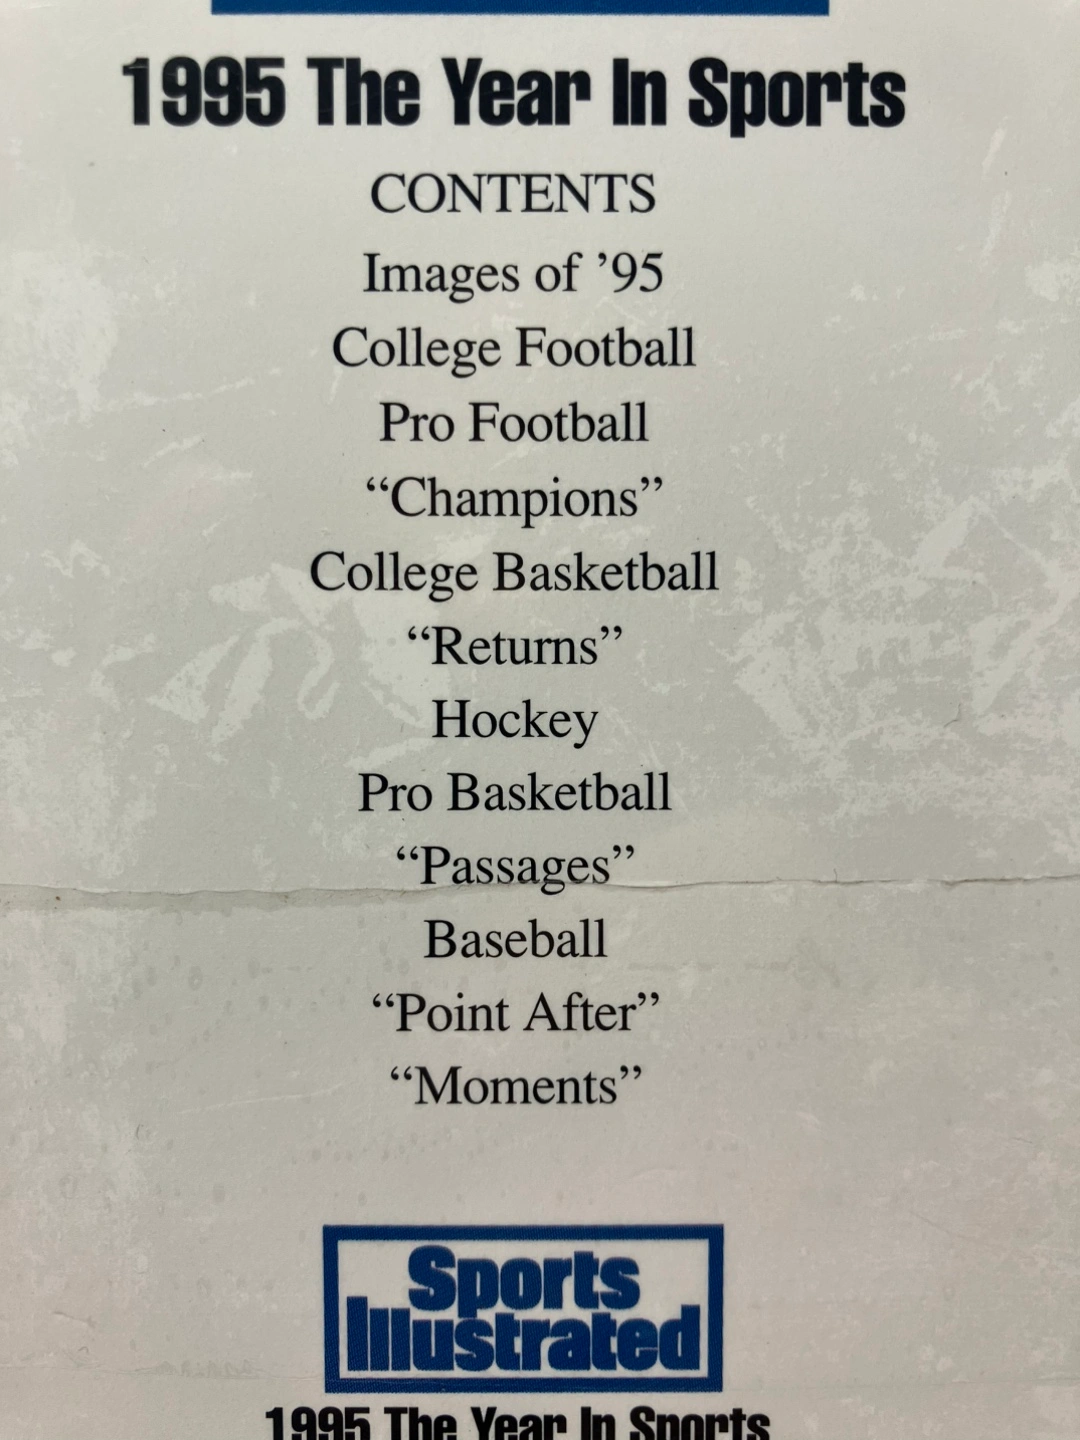 1995 The Year In Sports
CONTENTS
Images of ’95
College Football
Pro Football
“Champions”
College Basketball
“Returns”
Hockey
Pro Basketball
“Passages”
Baseball
“Point After”
“Moments”
Sports
Illustrated
1995 The Year In Sports